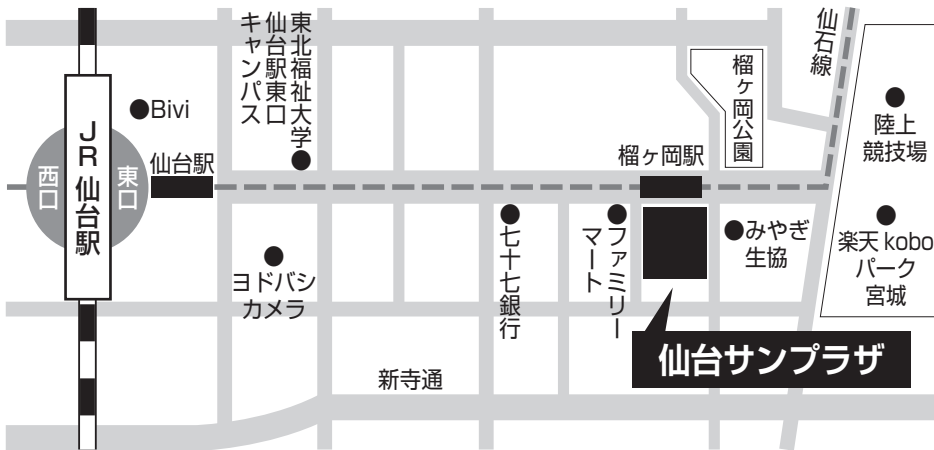 JR仙台駅
西口
東口
Bivi
仙台駅
東北福祉大学
仙台駅東口
キャンパス
ヨドバシ
カメラ
七十七銀行
ファミリー
マート
榴ヶ岡駅
榴ヶ岡公園
仙石線
陸上
競技場
みやぎ
生協
楽天 kobo
パーク
宮城
仙台サンプラザ
新寺通